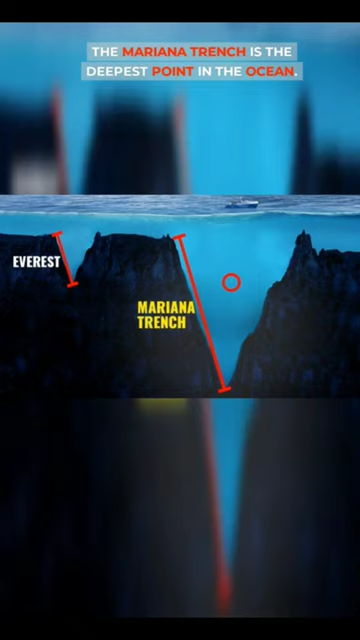 THE MARIANA TRENCH IS THE
DEEPEST POINT IN THE OCEAN.
EVEREST
MARIANA
TRENCH